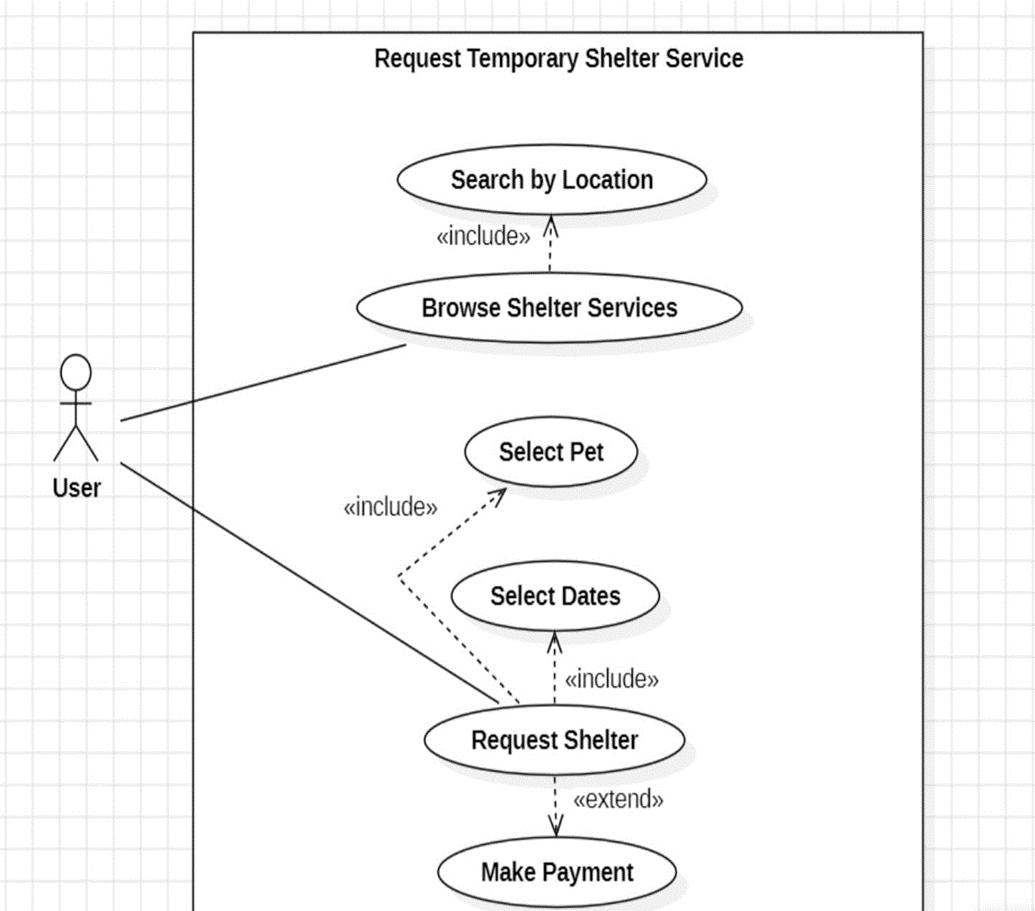 Request Temporary Shelter Service
Search by Location
«include»
Browse Shelter Services
Select Pet
«include»
User
Select Dates
«include»
Request Shelter
«extend»
Make Payment